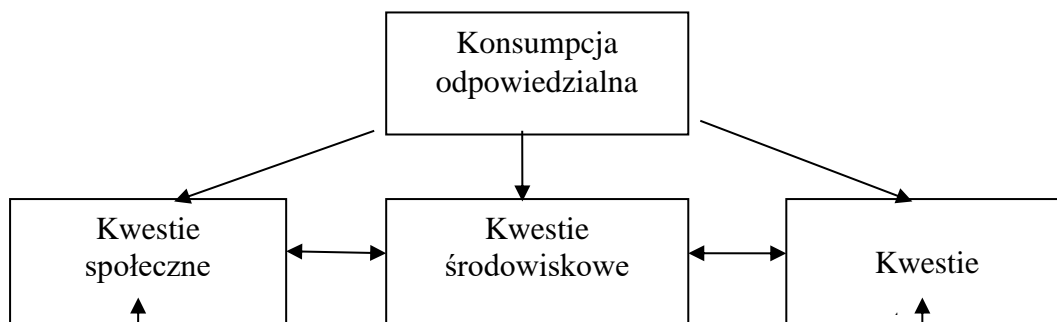 Konsumpcja
odpowiedzialna
Kwestie
społeczne
Kwestie
środowiskowe
Kwestie